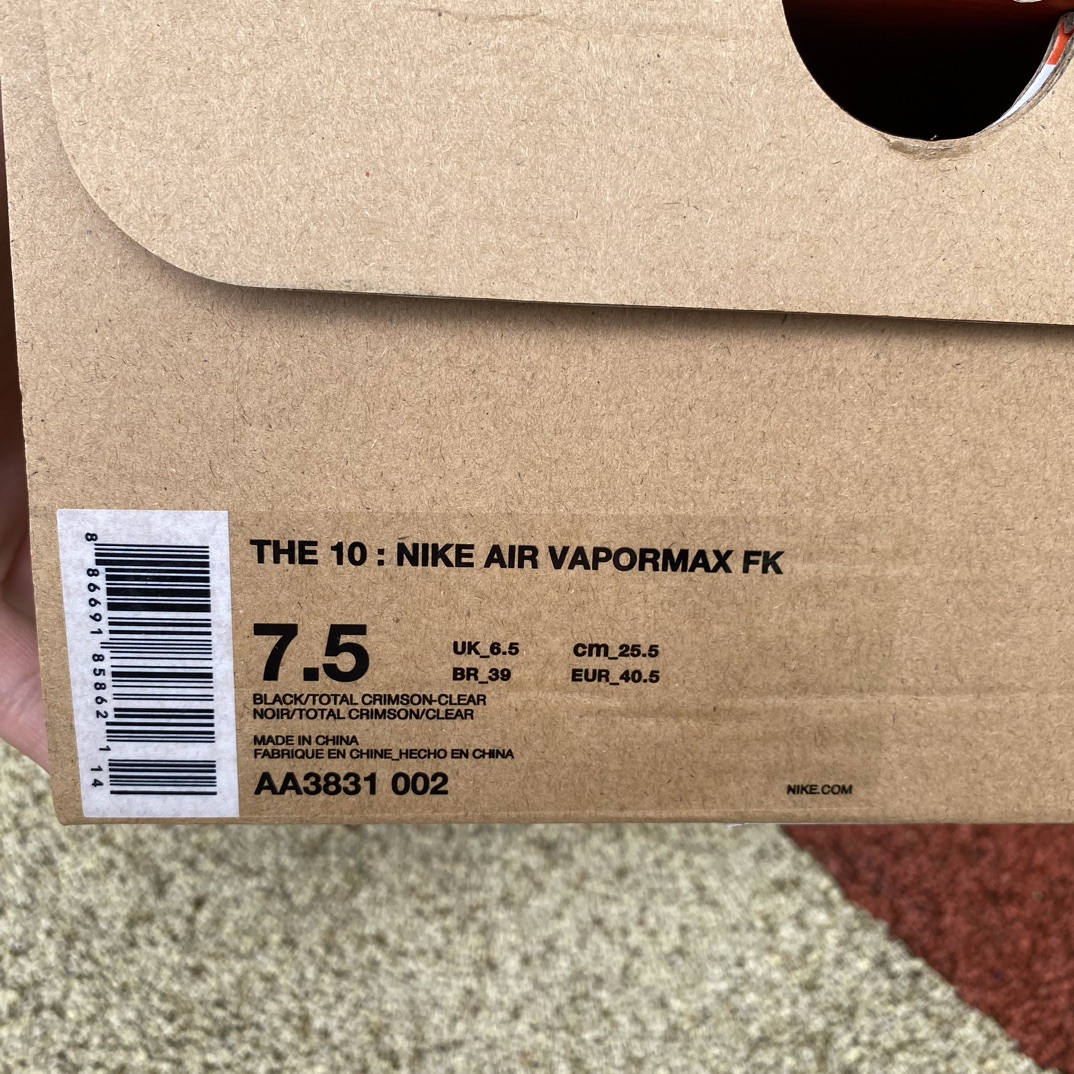 THE 10 : NIKE AIR VAPORMAX FK
7.5
UK_6.5 cm_25.5
BR_39 EUR_40.5
BLACK/TOTAL CRIMSON-CLEAR
NOIR/TOTAL CRIMSON/CLEAR
MADE IN CHINA
FABRIQUE EN CHINE_HECHO EN CHINA
AA3831 002
NIKE.COM
8 86691 85862 1 14